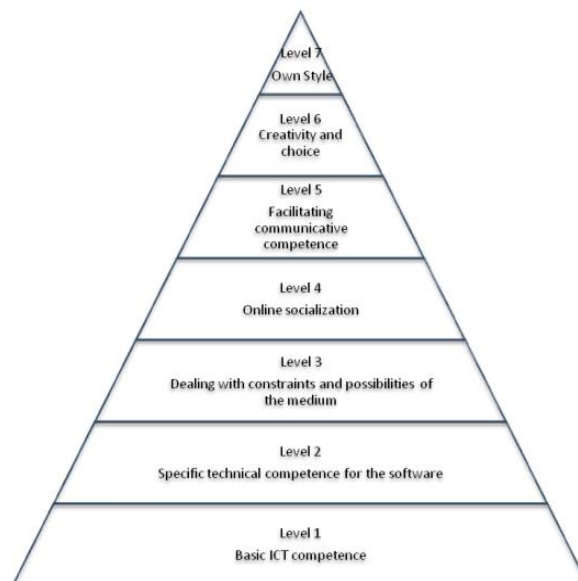 Level 7
Own Style
Level 6
Creativity and
choice
Level 5
Facilitating
communicative
competence
Level 4
Online socialization
Level 3
Dealing with constraints and possibilities of
the medium
Level 2
Specific technical competence for the software
Level 1
Basic ICT competence